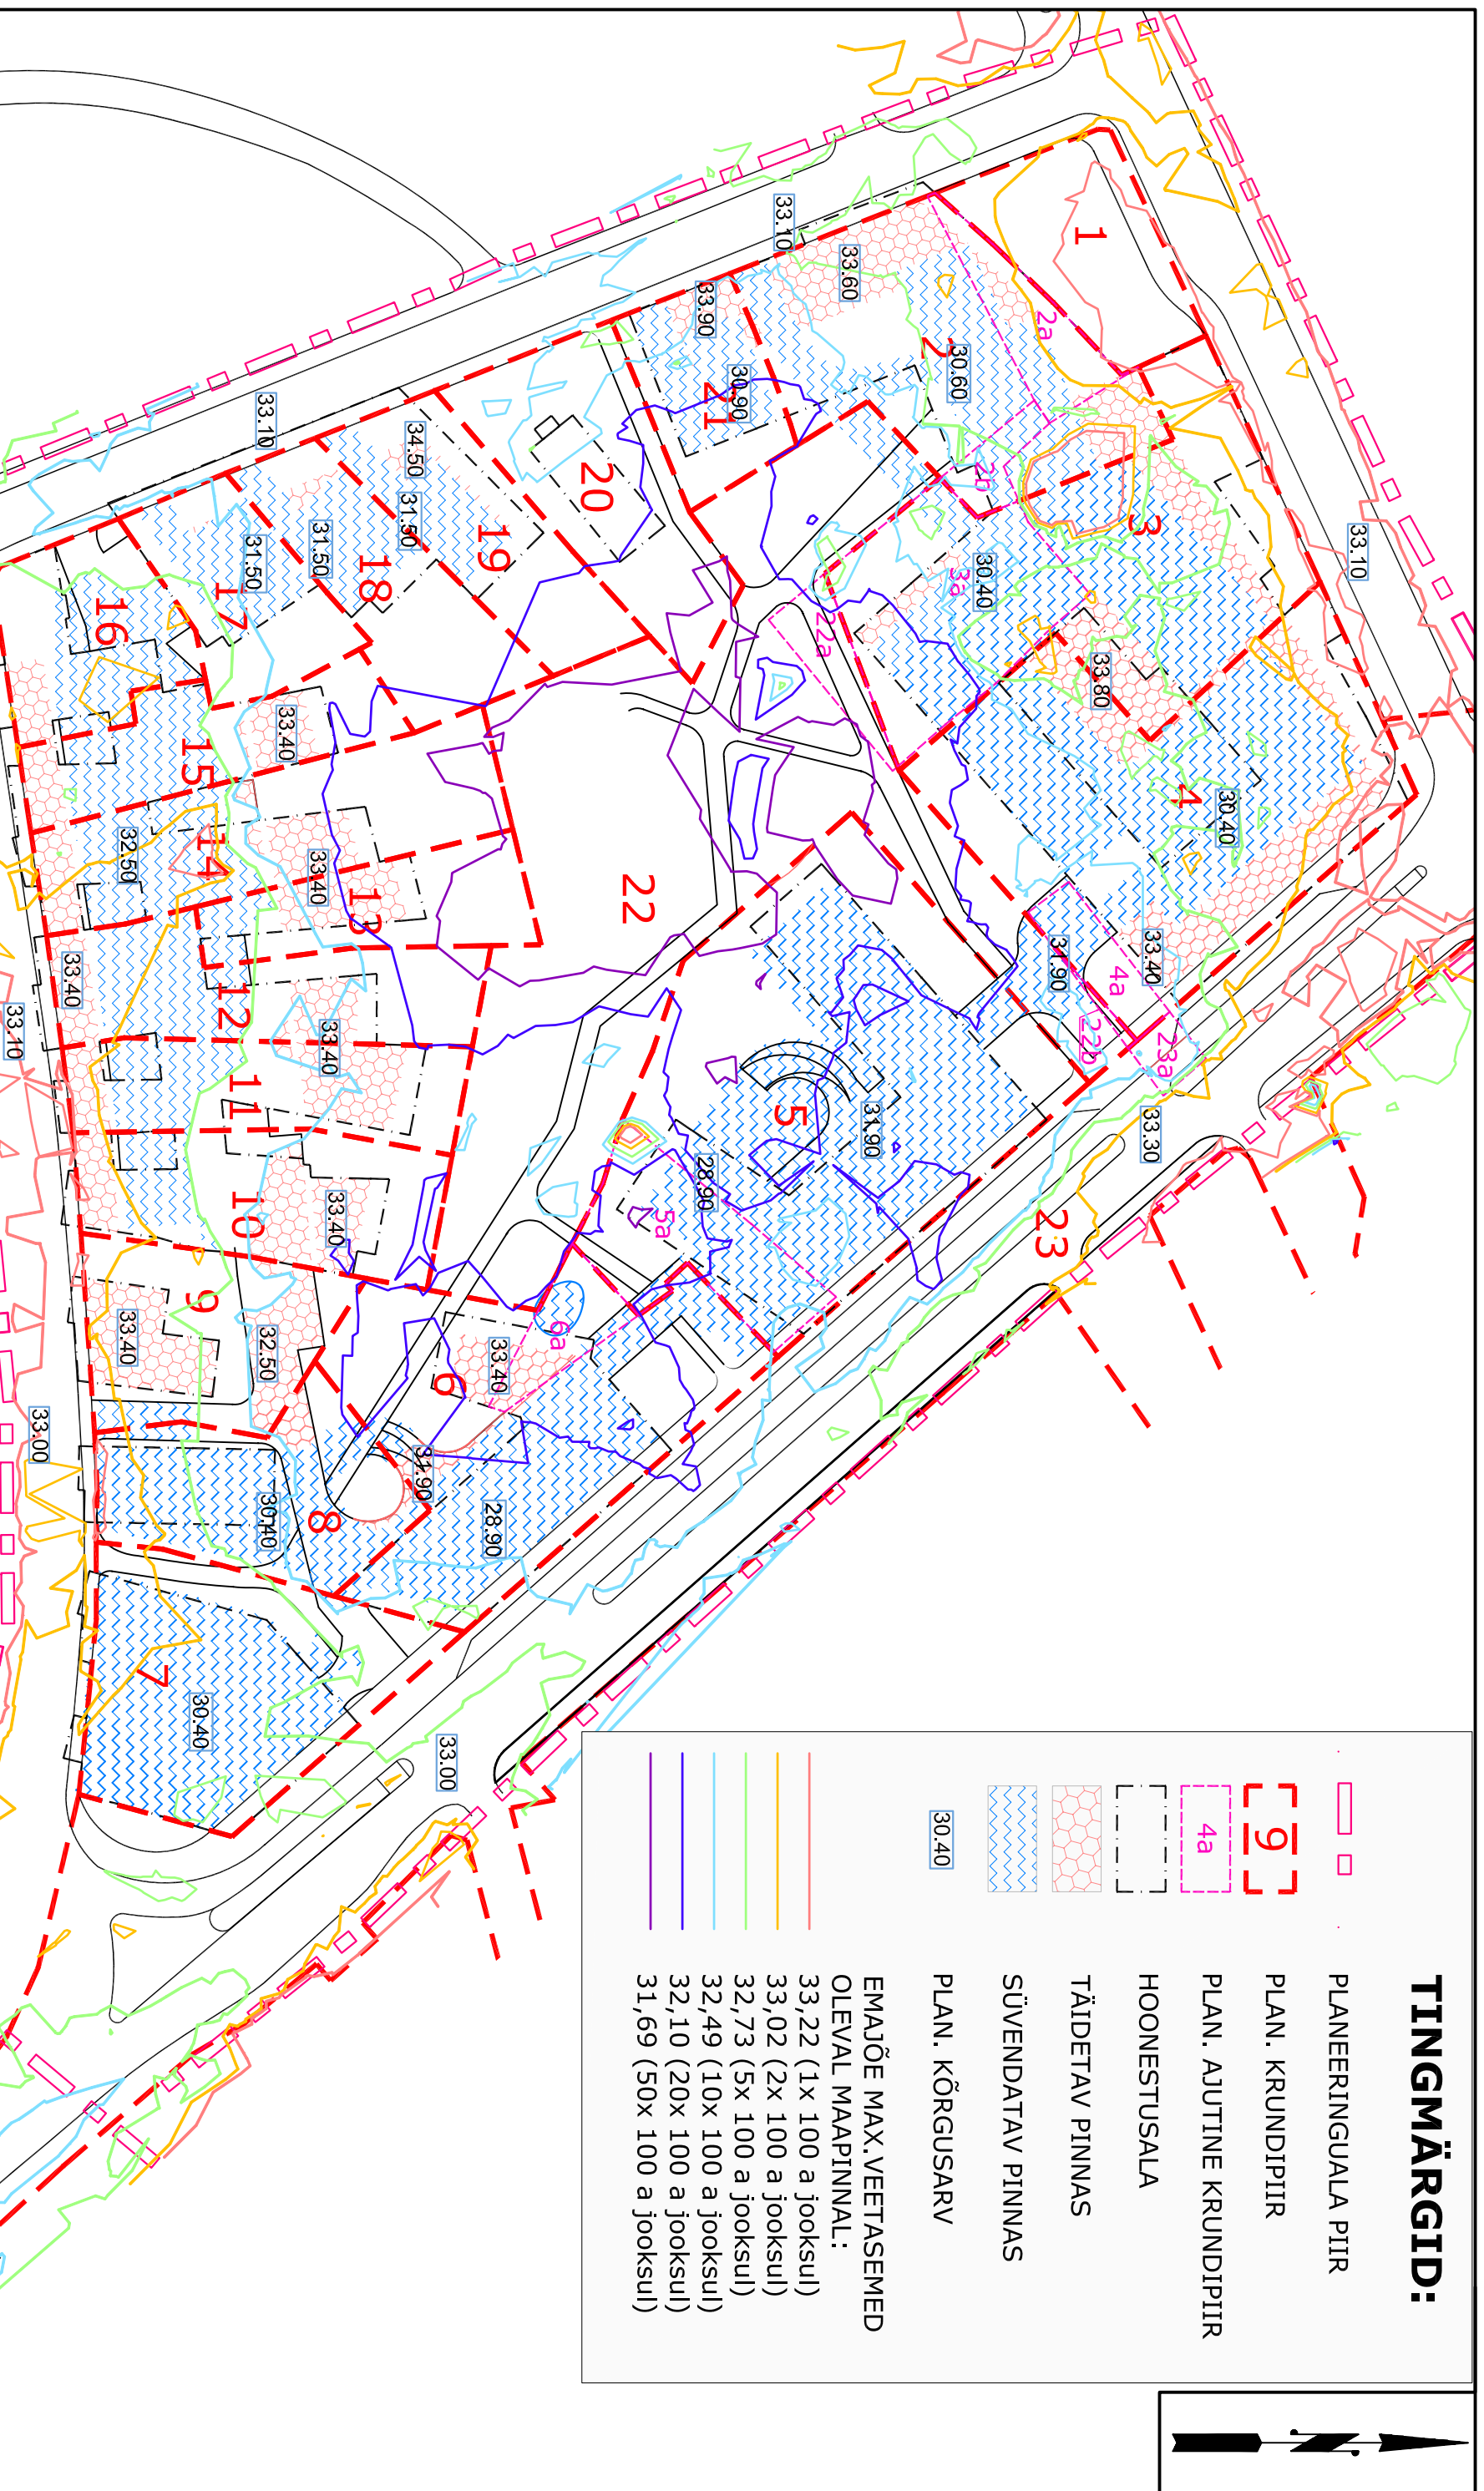 TINGMÄRGID:
PLANEERINGUALA PIIR
9 PLAN. KRUNDIPIIR
4a PLAN. AJUTINE KRUNDIPIIR
HOONESTUSALA
TÄIDETAV PINNAS
SÜVENDATAV PINNAS
30.40 PLAN. KÕRGUSARV
EMAJÕE MAX.VEETASEMED
OLEVAL MAAPINNAL:
33,22 (1x 100 a jooksul)
33,02 (2x 100 a jooksul)
32,73 (5x 100 a jooksul)
32,49 (10x 100 a jooksul)
32,10 (20x 100 a jooksul)
31,69 (50x 100 a jooksul)
33.10
1
2a
3
33.10
4
30.40
33.80
33.40
4a
23a
22b
31.90
33.30
23
2
30.60
2b
30.40
3a
33.60
33.10
22a
31.90
5
28.90
5a
33.90
30.90
21
22
20
19
6a
33.40
6
28.90
31.90
33.00
34.50
31.50
18
31.50
17
31.50
33.10
16
15
33.40
14
32.50
13
33.40
12
33.40
33.40
11
33.10
10
33.40
9
32.50
33.40
8
30.40
33.00
7
30.40